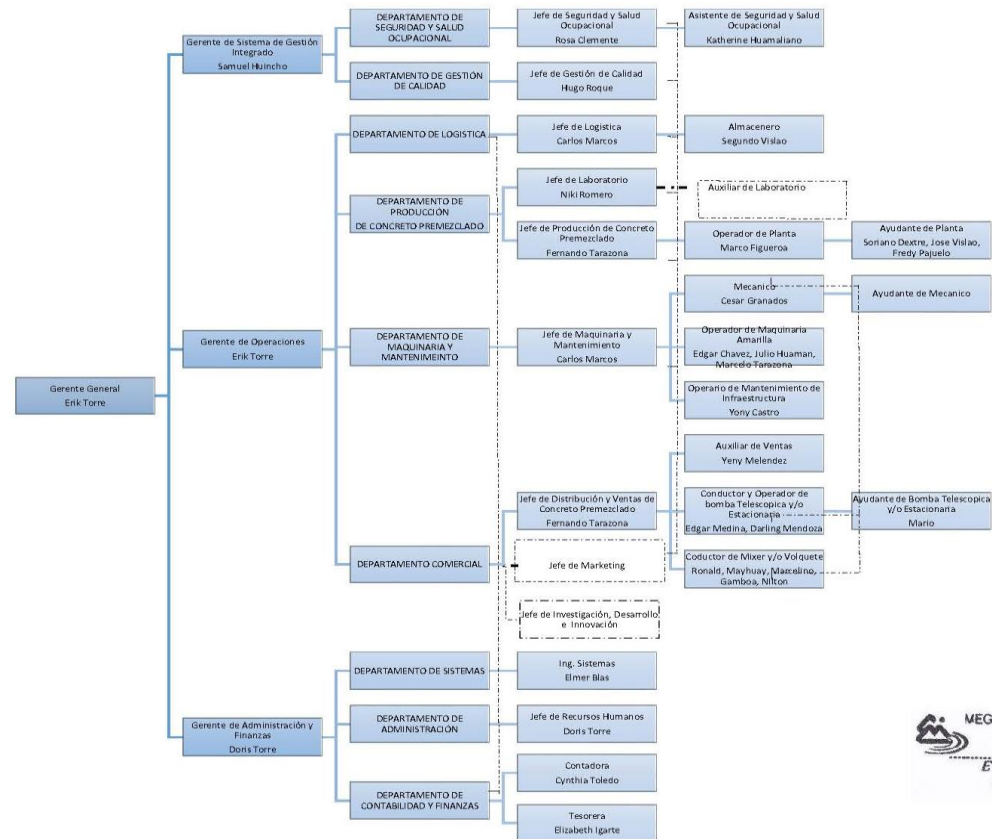 DEPARTAMENTO DE
SEGURIDAD Y SALUD
OCUPACIONAL
Jefe de Seguridad y Salud
Ocupacional
Rosa Clemente
Asistente de Seguridad y Salud
Ocupacional
Katherine Huamaliano
Gerente de Sistema de Gestión
Integrado
Samuel Huincho
DEPARTAMENTO DE GESTIÓN
DE CALIDAD
Jefe de Gestión de Calidad
Hugo Roque
DEPARTAMENTO DE LOGISTICA
Jefe de Logistica
Carlos Marcos
Almacenero
Segundo Vislao
Jefe de Laboratorio
Niki Romero
Auxiliar de Laboratorio
DEPARTAMENTO DE
PRODUCCIÓN
DE CONCRETO PREMEZCLADO
Jefe de Producción de Concreto
Premezclado
Fernando Tarazona
Operador de Planta
Marco Figueroa
Ayudante de Planta
Soriano Dextre, Jose Vislao,
Fredy Pajuelo
Mecanico
Cesar Granados
Ayudante de Mecanico
Gerente de Operaciones
Erik Torre
DEPARTAMENTO DE
MAQUINARIA Y
MANTENIMEINTO
Jefe de Maquinaria y
Mantenimiento
Carlos Marcos
Operador de Maquinaria
Amarilla
Edgar Chavez, Julio Huaman,
Marcelo Tarazona
Gerente General
Erik Torre
Operario de Mantenimiento de
Infraestructura
Yony Castro
Auxiliar de Ventas
Yeny Melendez
Jefe de Distribución y Ventas de
Concreto Premezclado
Fernando Tarazona
Conductor y Operador de
bomba Telescopica y/o
Estacionaria
Edgar Medina, Darling Mendoza
Ayudante de Bomba Telescopica
y/o Estacionaria
Mario
DEPARTAMENTO COMERCIAL
Jefe de Marketing
Coductor de Mixer y/o Volquete
Ronald, Mayhuay, Marcelino,
Gamboa, Nilton
Jefe de Investigación, Desarrollo
e Innovación
DEPARTAMENTO DE SISTEMAS
Ing. Sistemas
Elmer Blas
Gerente de Administración y
Finanzas
Doris Torre
DEPARTAMENTO DE
ADMINISTRACIÓN
Jefe de Recursos Humanos
Doris Torre
DEPARTAMENTO DE
CONTABILIDAD Y FINANZAS
Contadora
Cynthia Toledo
Tesorera
Elizabeth Igarte
MEG
E